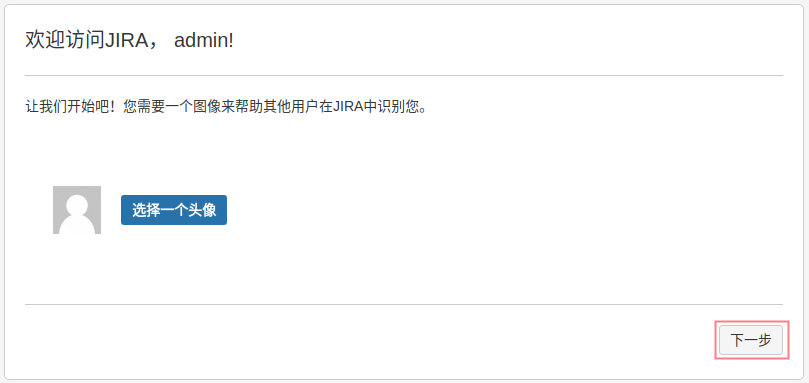 欢迎访问JIRA， admin!
让我们开始吧！您需要一个图像来帮助其他用户在JIRA中识别您。
选择一个头像
下一步